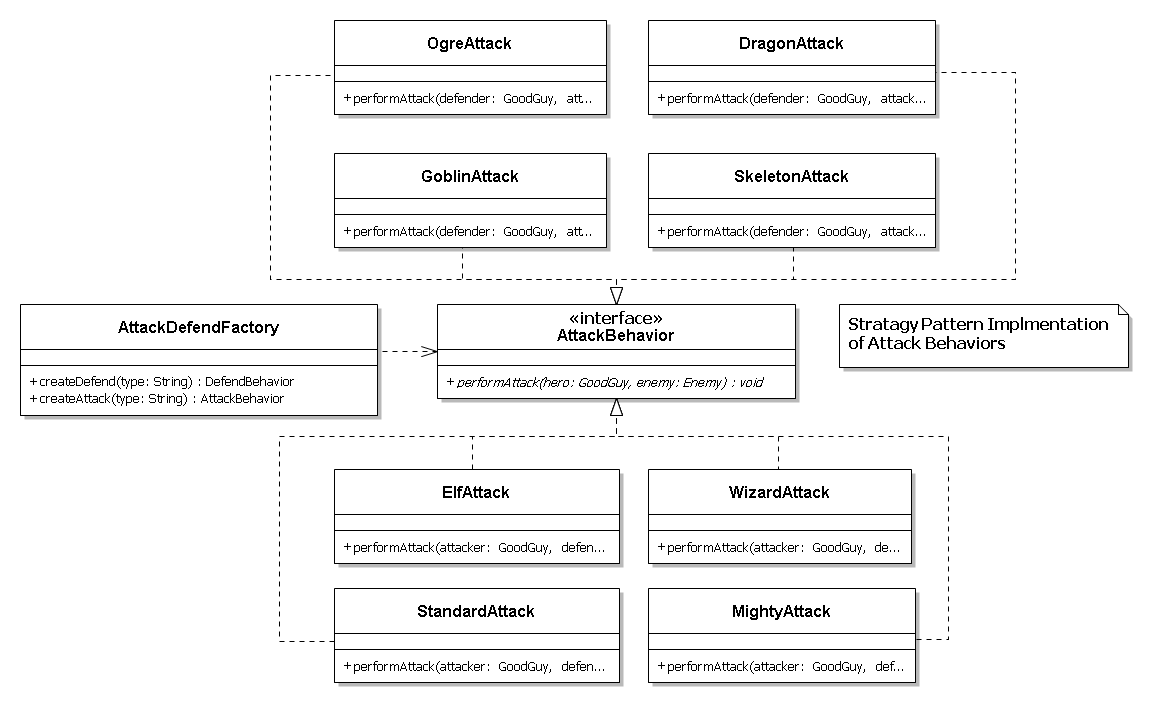 OgreAttack
+performAttack(defender: GoodGuy, att...
DragonAttack
+performAttack(defender: GoodGuy, attack...
GoblinAttack
+performAttack(defender: GoodGuy, att...
SkeletonAttack
+performAttack(defender: GoodGuy, attack...
AttackDefendFactory
+createDefend(type: String) : DefendBehavior
+createAttack(type: String) : AttackBehavior
«interface»
AttackBehavior
+performAttack(hero: GoodGuy, enemy: Enemy) : void
Stratagy Pattern Implmentation
of Attack Behaviors
ElfAttack
+performAttack(attacker: GoodGuy, defen...
WizardAttack
+performAttack(attacker: GoodGuy, de...
StandardAttack
+performAttack(attacker: GoodGuy, defen...
MightyAttack
+performAttack(attacker: GoodGuy, def...